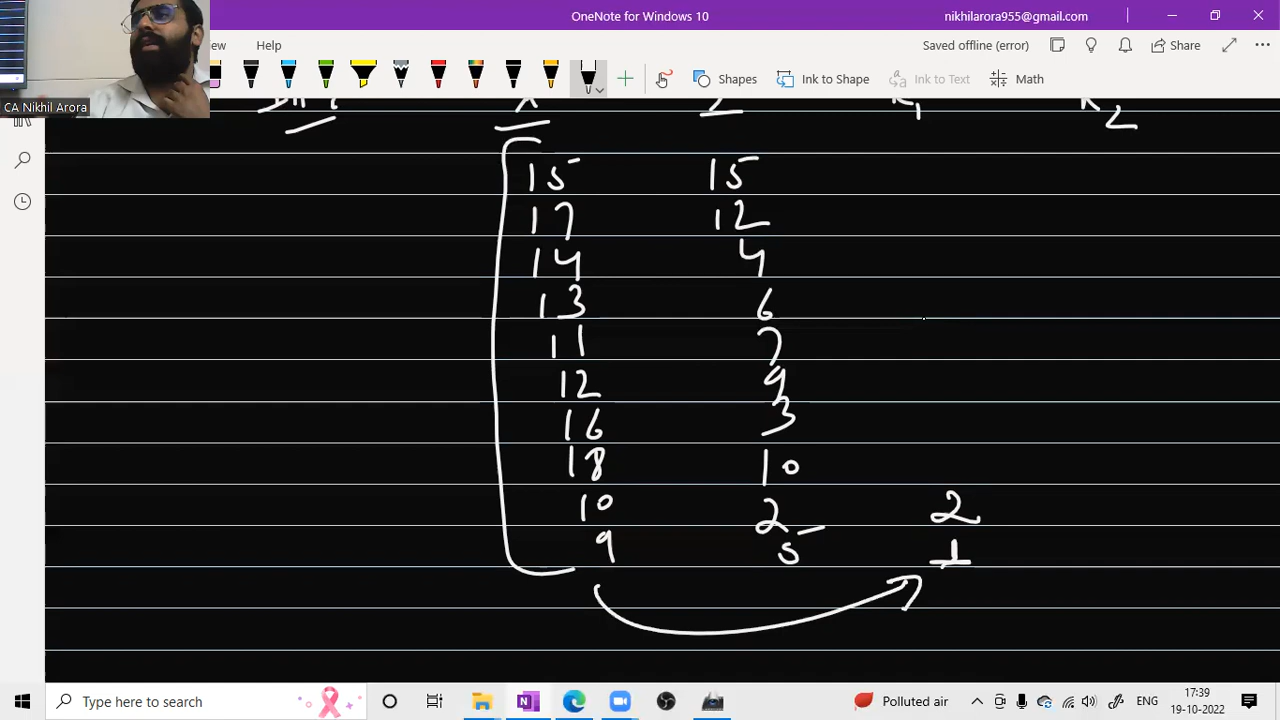 OneNote for Windows 10
nikhilarora955@gmail.com
Help
Saved offline (error)
Share
Shapes
Ink to Shape
Ink to Text
Math
CA Nikhil Arora
R1 R2
15 15
17 12
14 4
13 6
11 7
12 9
16 3
18 10
10 2 2
9 5 1
Type here to search
Polluted air
ENG
17:39
19-10-2022